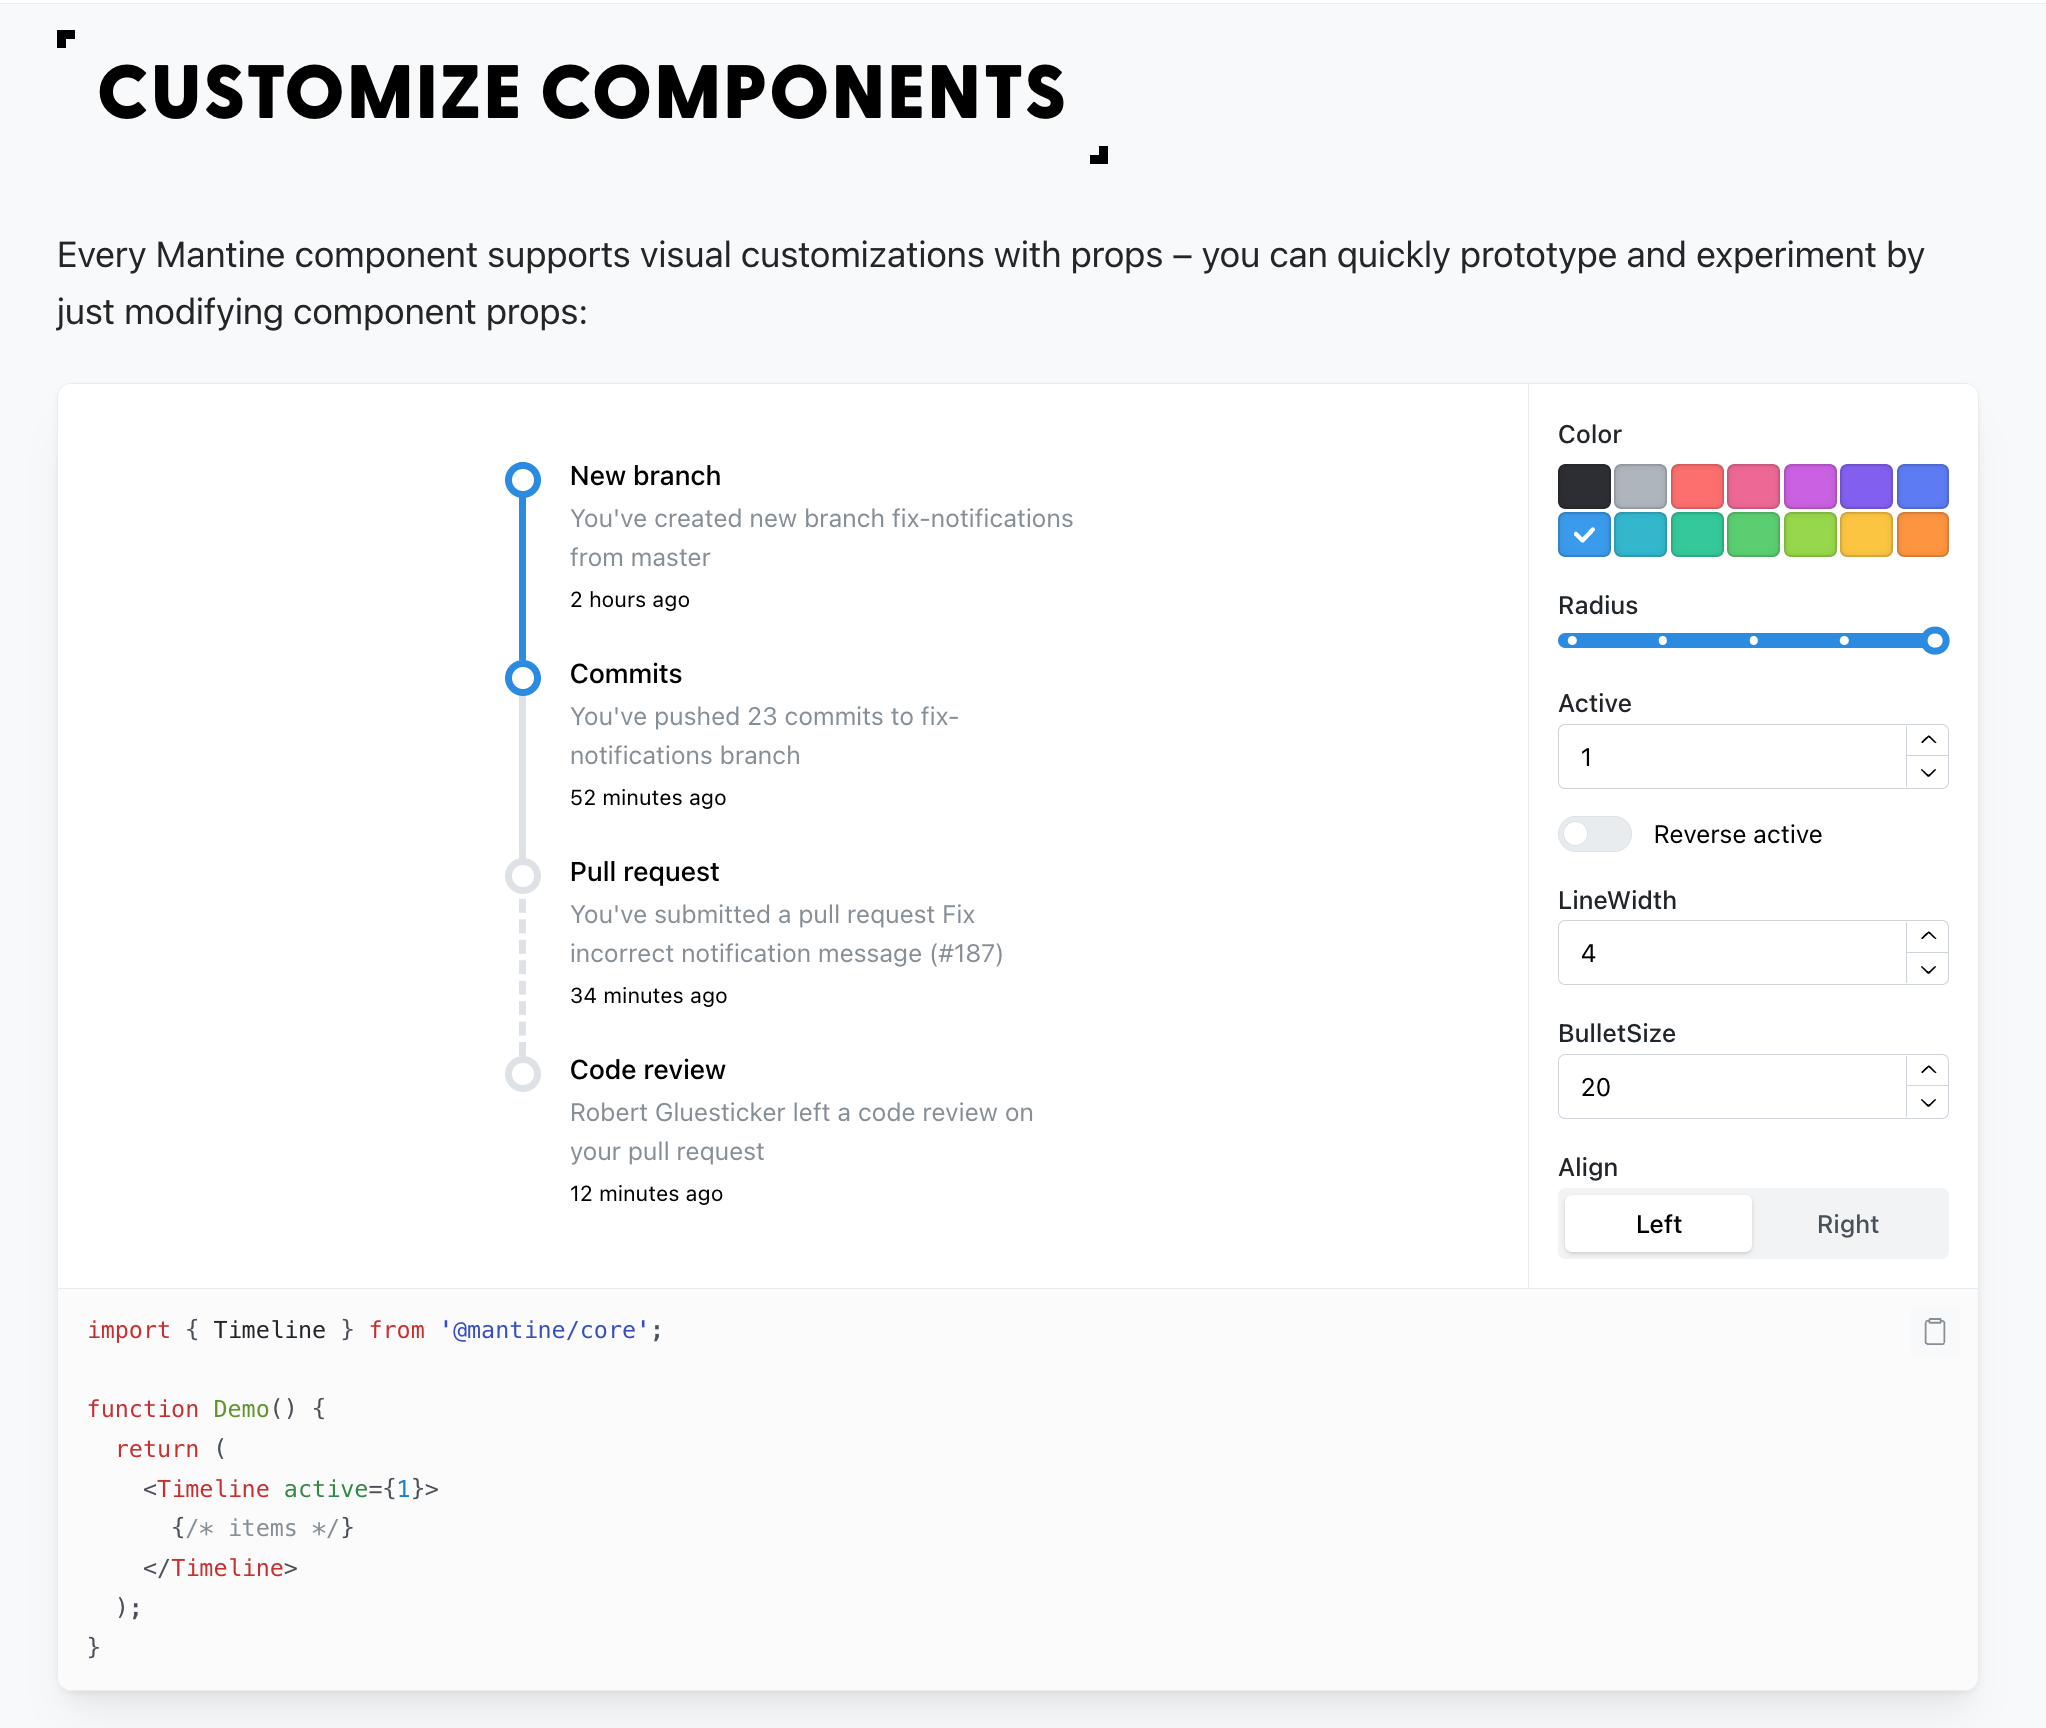 CUSTOMIZE COMPONENTS
Every Mantine component supports visual customizations with props – you can quickly prototype and experiment by
just modifying component props:
New branch
You've created new branch fix-notifications
from master
2 hours ago
Commits
You've pushed 23 commits to fix-
notifications branch
52 minutes ago
Pull request
You've submitted a pull request Fix
incorrect notification message (#187)
34 minutes ago
Code review
Robert Gluesticker left a code review on
your pull request
12 minutes ago
Color
Radius
Active
1
Reverse active
LineWidth
4
BulletSize
20
Align
Left Right
import { Timeline } from '@mantine/core';
function Demo() {
  return (
    <Timeline active={1}>
      {/* items */}
    </Timeline>
  );
}